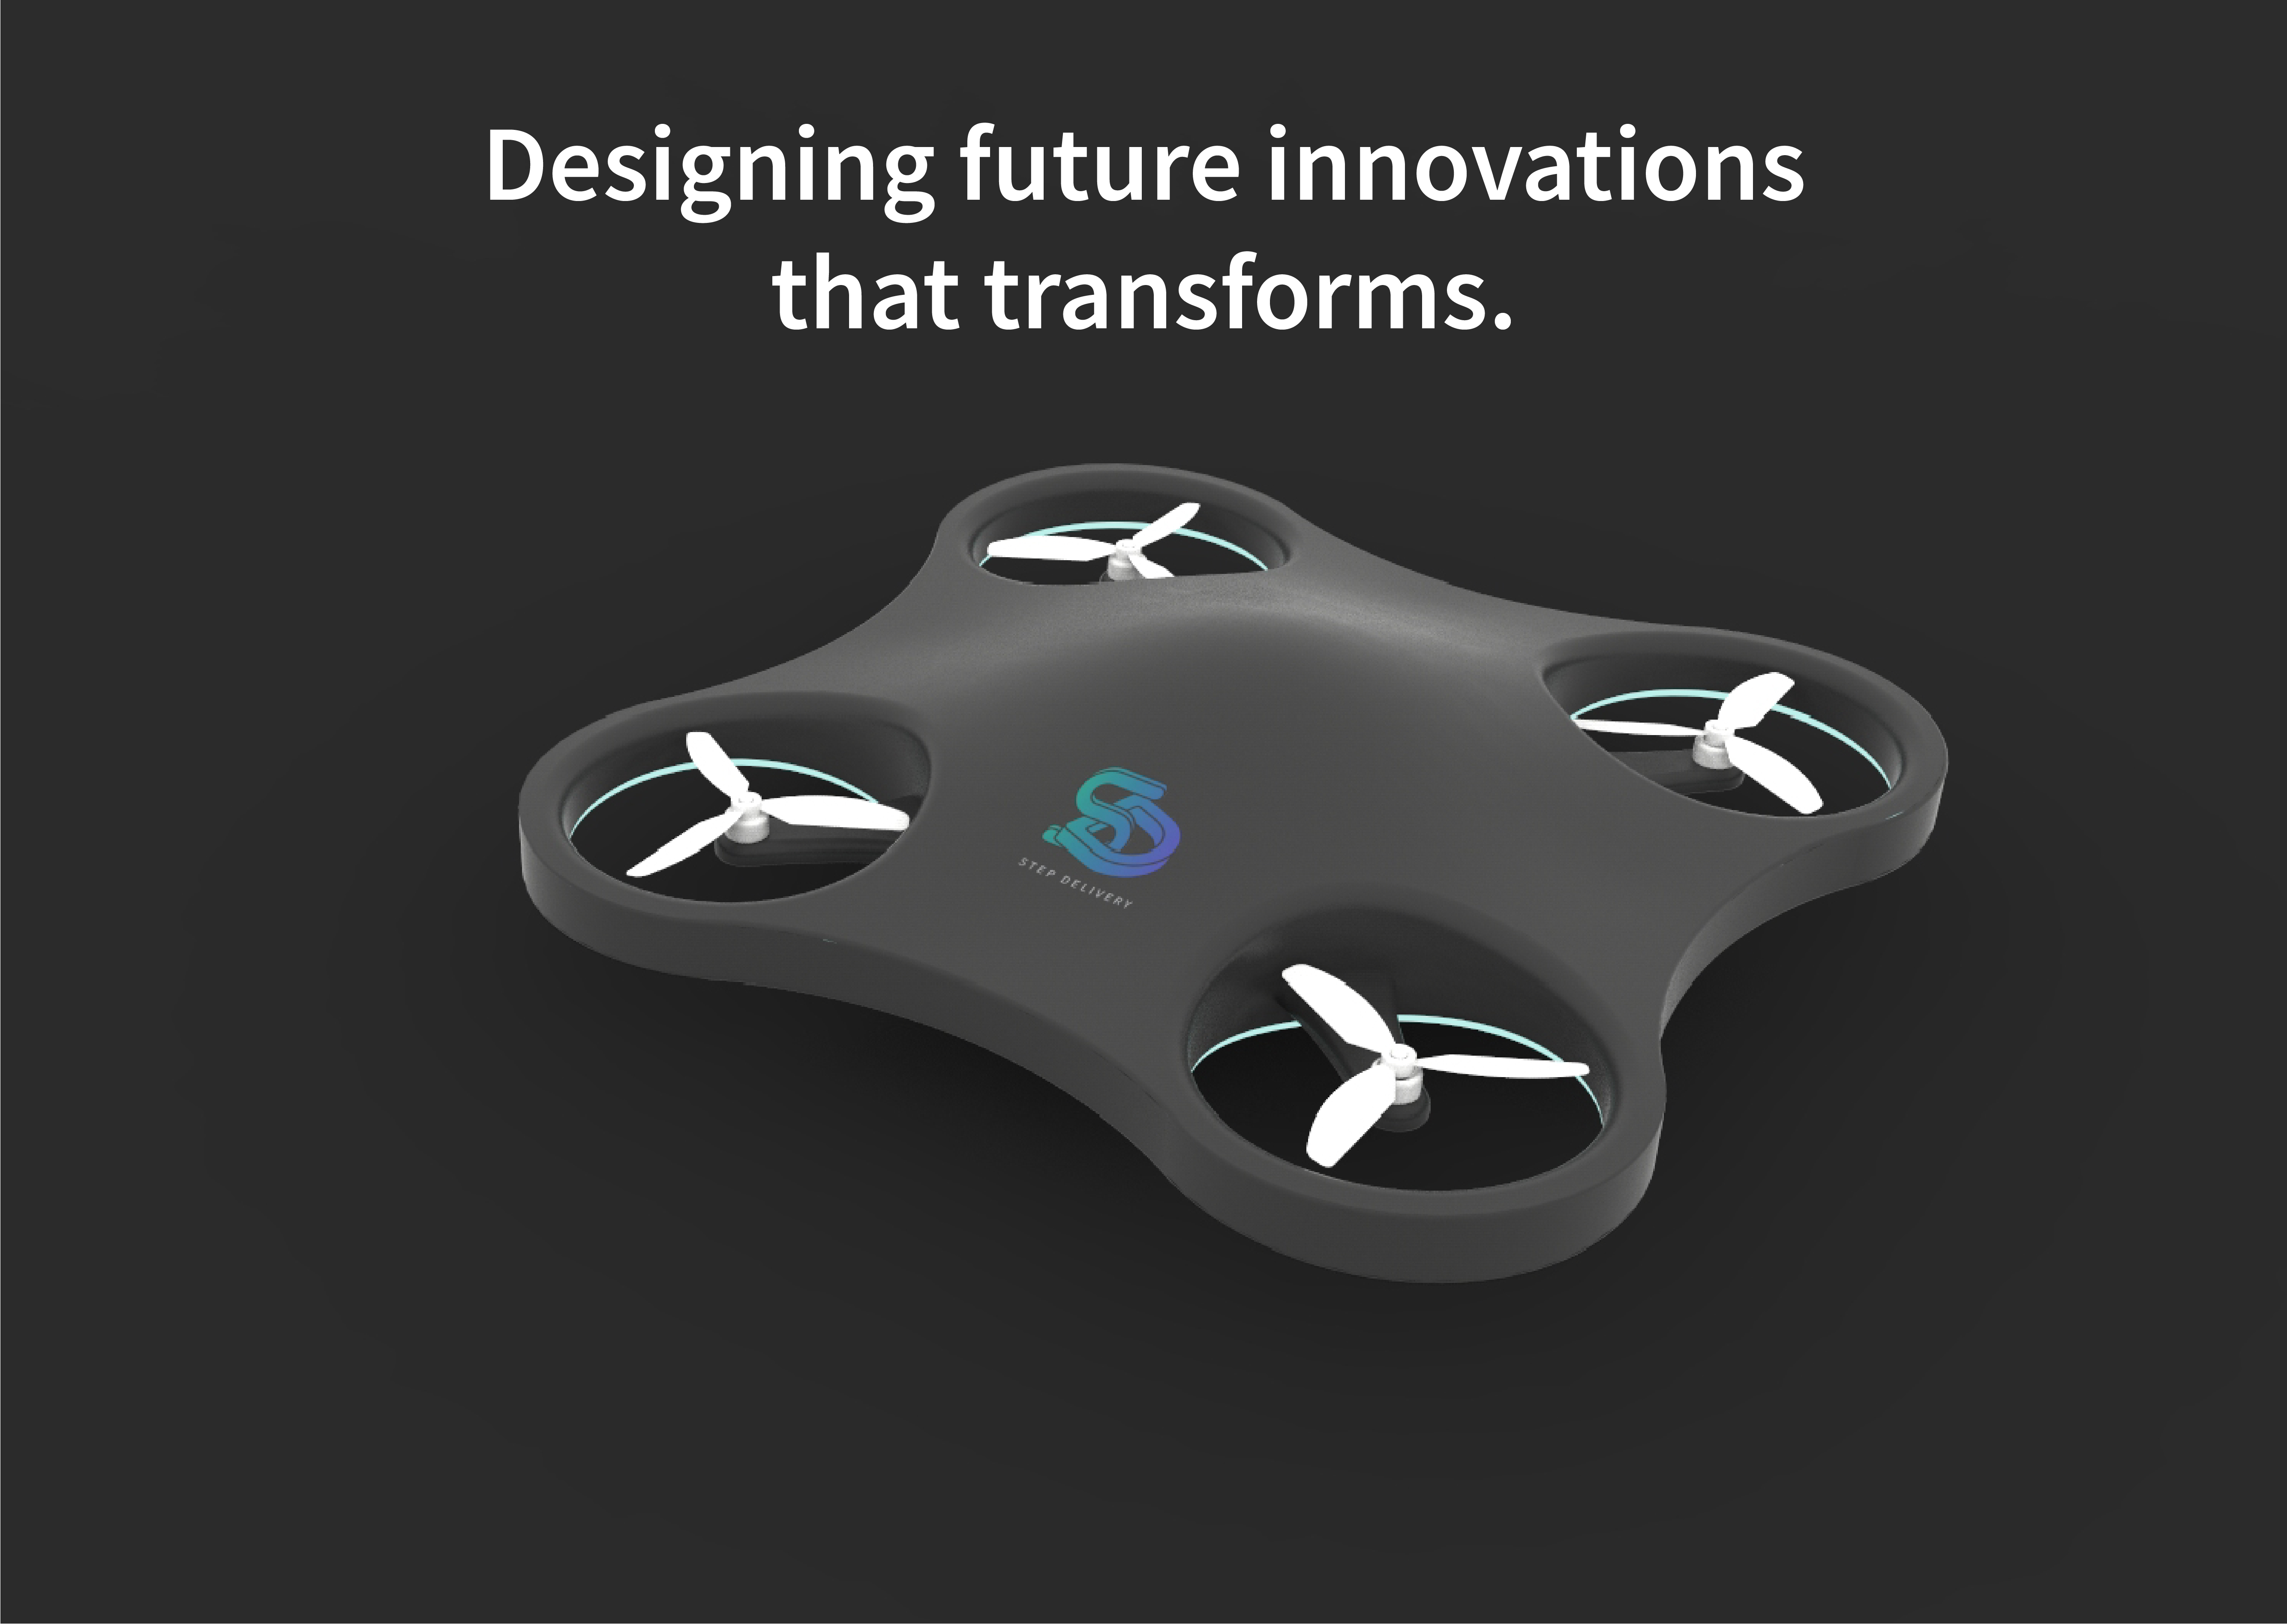 Designing future innovations
that transforms.
STEP DELIVERY